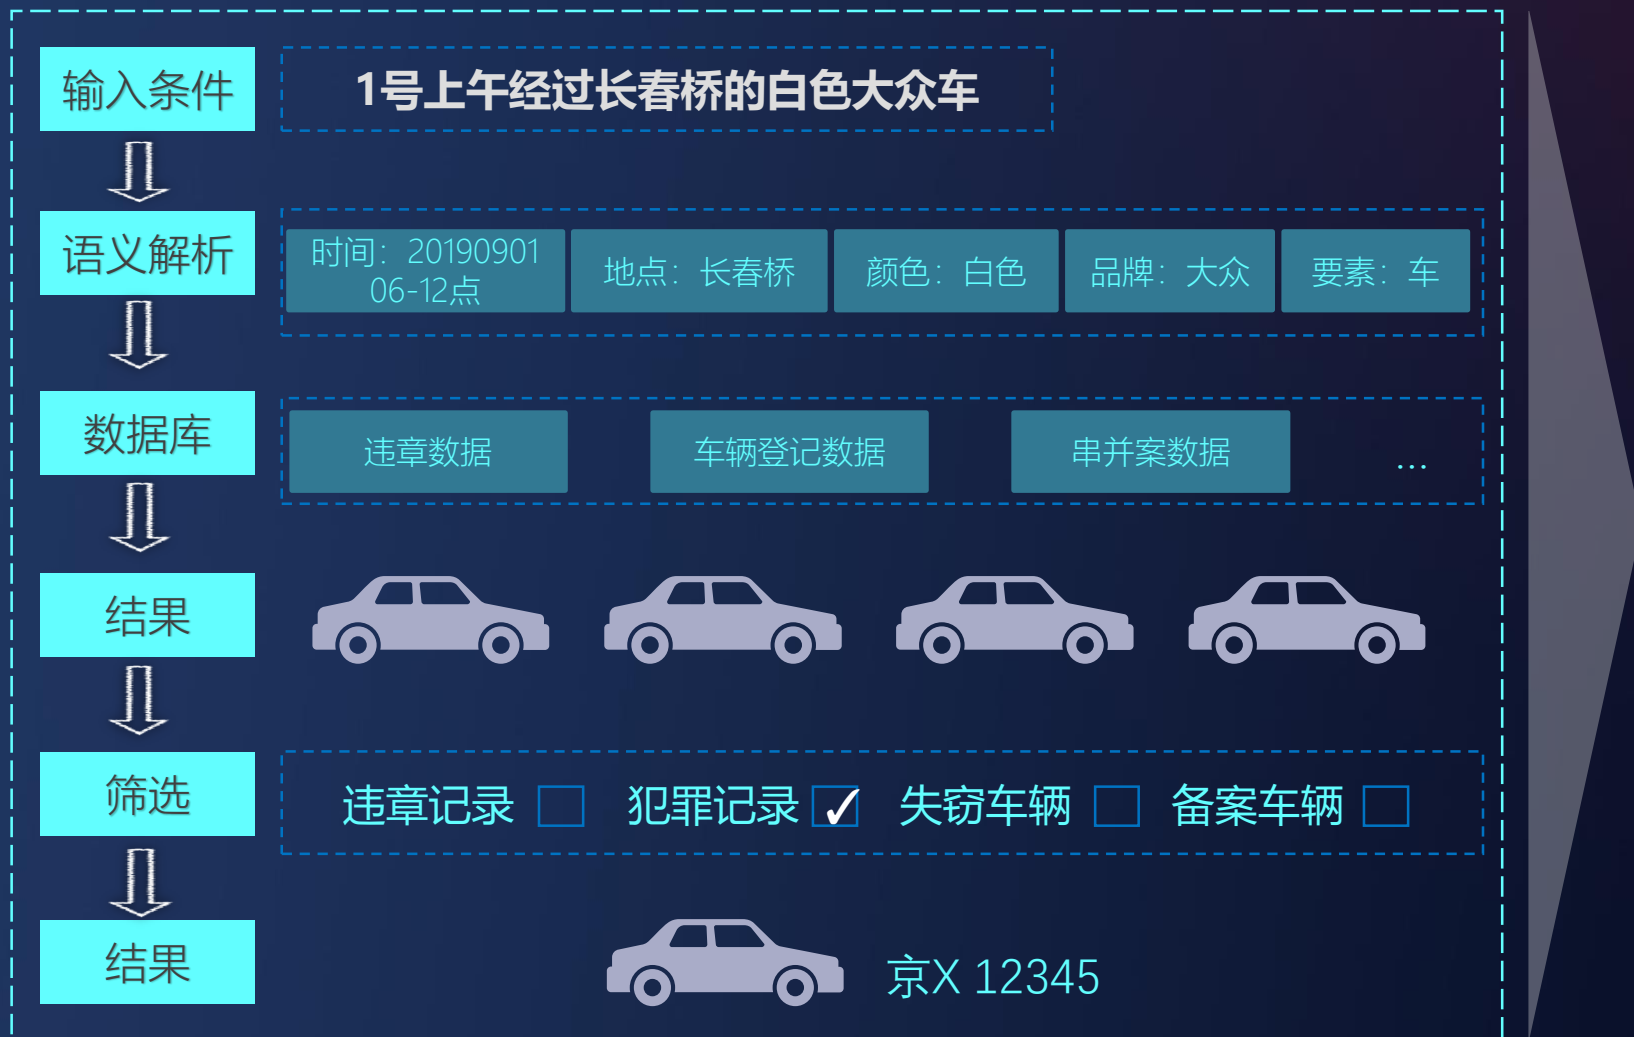 输入条件
1号上午经过长春桥的白色大众车
语义解析
时间：20190901
06-12点
地点：长春桥
颜色：白色
品牌：大众
要素：车
数据库
违章数据
车辆登记数据
串并案数据
...
结果
筛选
违章记录
犯罪记录
失窃车辆
备案车辆
结果
京X 12345